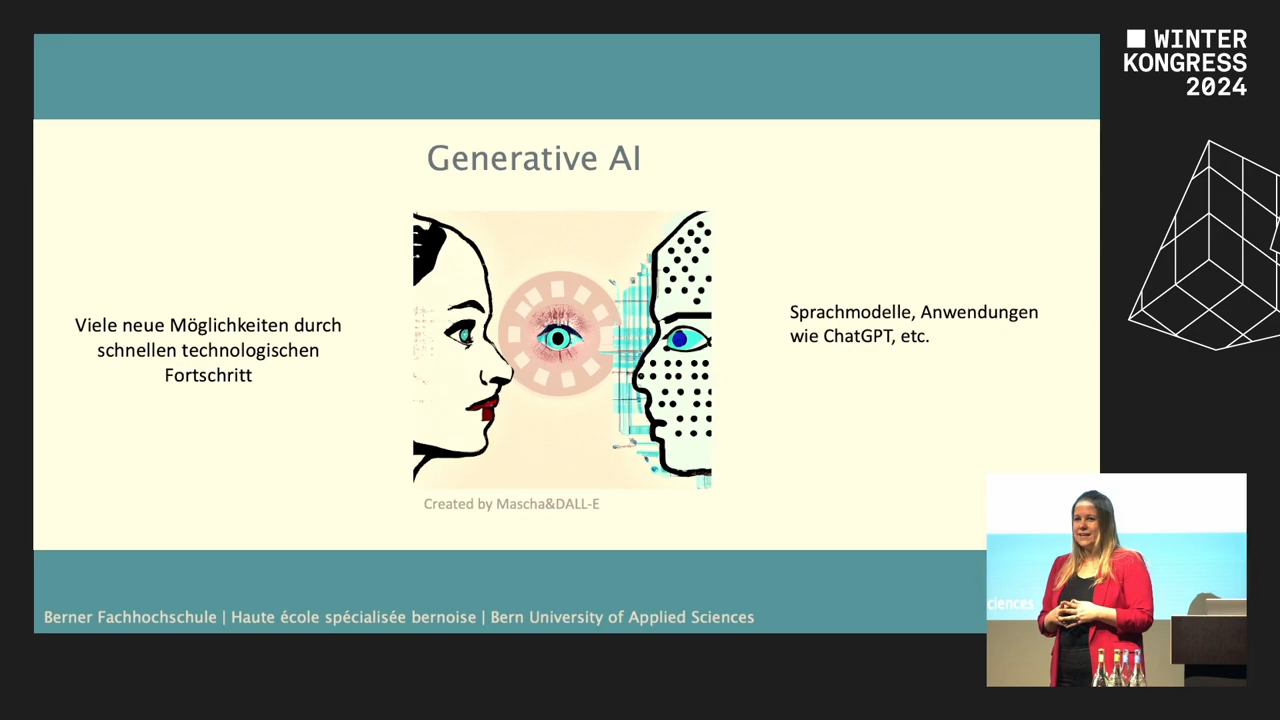 WINTER
KONGRESS
2024
Generative AI
Viele neue Möglichkeiten durch
schnellen technologischen
Fortschritt
Sprachmodelle, Anwendungen
wie ChatGPT, etc.
Created by Mascha&DALL-E
Berner Fachhochschule | Haute école spécialisée bernoise | Bern University of Applied Sciences
ciences